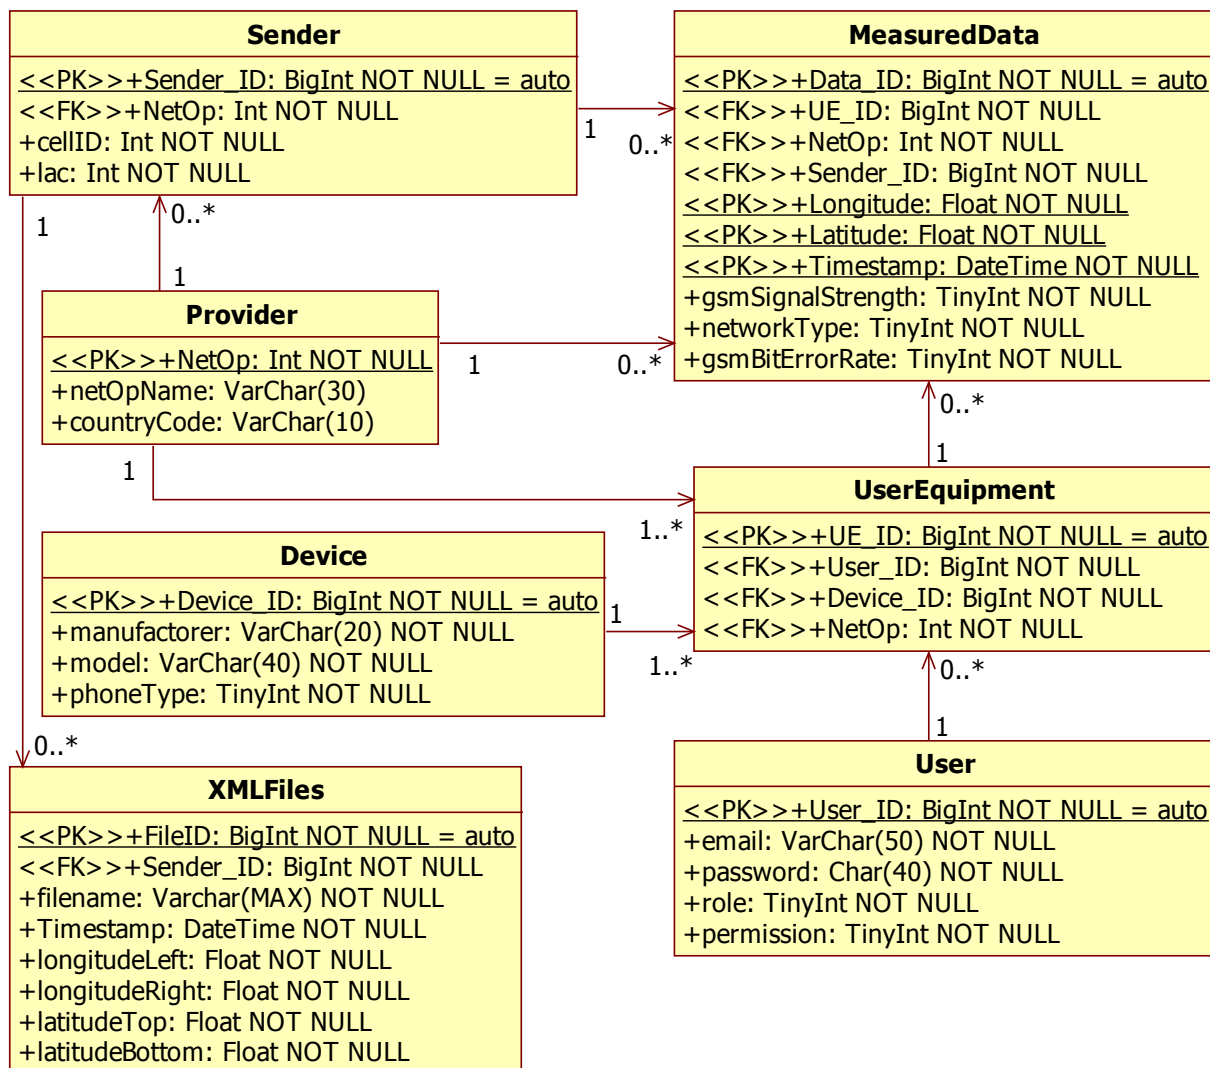 Sender
<<PK>>+Sender_ID: BigInt NOT NULL = auto
<<FK>>+NetOp: Int NOT NULL
+cellID: Int NOT NULL
+lac: Int NOT NULL
MeasuredData
<<PK>>+Data_ID: BigInt NOT NULL = auto
<<FK>>+UE_ID: BigInt NOT NULL
<<FK>>+NetOp: Int NOT NULL
<<FK>>+Sender_ID: BigInt NOT NULL
<<PK>>+Longitude: Float NOT NULL
<<PK>>+Latitude: Float NOT NULL
<<PK>>+Timestamp: DateTime NOT NULL
+gsmSignalStrength: TinyInt NOT NULL
+networkType: TinyInt NOT NULL
+gsmBitErrorRate: TinyInt NOT NULL
1
0..*
1
0..*
1
Provider
<<PK>>+NetOp: Int NOT NULL
+netOpName: VarChar(30)
+countryCode: VarChar(10)
1
0..*
0..*
1
1
1..*
UserEquipment
<<PK>>+UE_ID: BigInt NOT NULL = auto
<<FK>>+User_ID: BigInt NOT NULL
<<FK>>+Device_ID: BigInt NOT NULL
<<FK>>+NetOp: Int NOT NULL
Device
<<PK>>+Device_ID: BigInt NOT NULL = auto
+manufactorer: VarChar(20) NOT NULL
+model: VarChar(40) NOT NULL
+phoneType: TinyInt NOT NULL
1
1..*
0..*
1
0..*
XMLFiles
<<PK>>+FileID: BigInt NOT NULL = auto
<<FK>>+Sender_ID: BigInt NOT NULL
+filename: Varchar(MAX) NOT NULL
+Timestamp: DateTime NOT NULL
+longitudeLeft: Float NOT NULL
+longitudeRight: Float NOT NULL
+latitudeTop: Float NOT NULL
+latitudeBottom: Float NOT NULL
User
<<PK>>+User_ID: BigInt NOT NULL = auto
+email: VarChar(50) NOT NULL
+password: Char(40) NOT NULL
+role: TinyInt NOT NULL
+permission: TinyInt NOT NULL